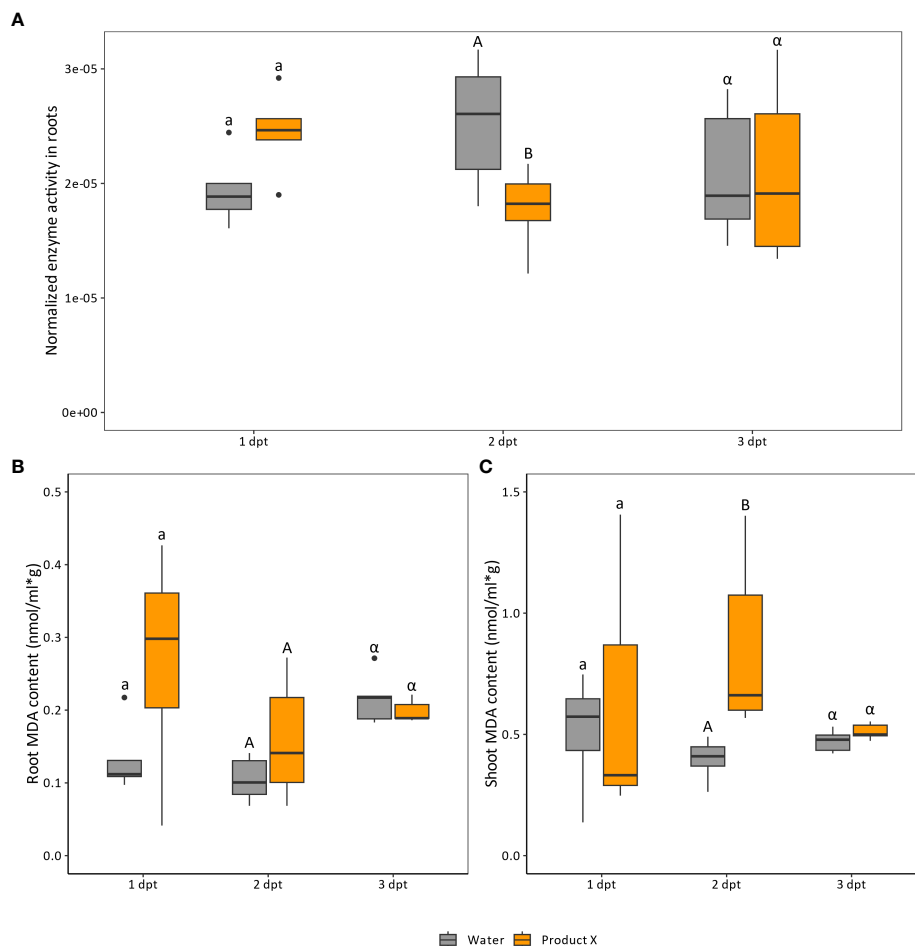 A
Normalized enzyme activity in roots
3e-05
2e-05
1e-05
0e+00
a
a
A
B
α
α
1 dpt
2 dpt
3 dpt
B
Root MDA content (nmol/ml*g)
0.5
0.4
0.3
0.2
0.1
0.0
a
a
A
A
α
α
1 dpt
2 dpt
3 dpt
C
Shoot MDA content (nmol/ml*g)
1.5
1.0
0.5
0.0
a
a
A
B
α
α
1 dpt
2 dpt
3 dpt
Water Product X